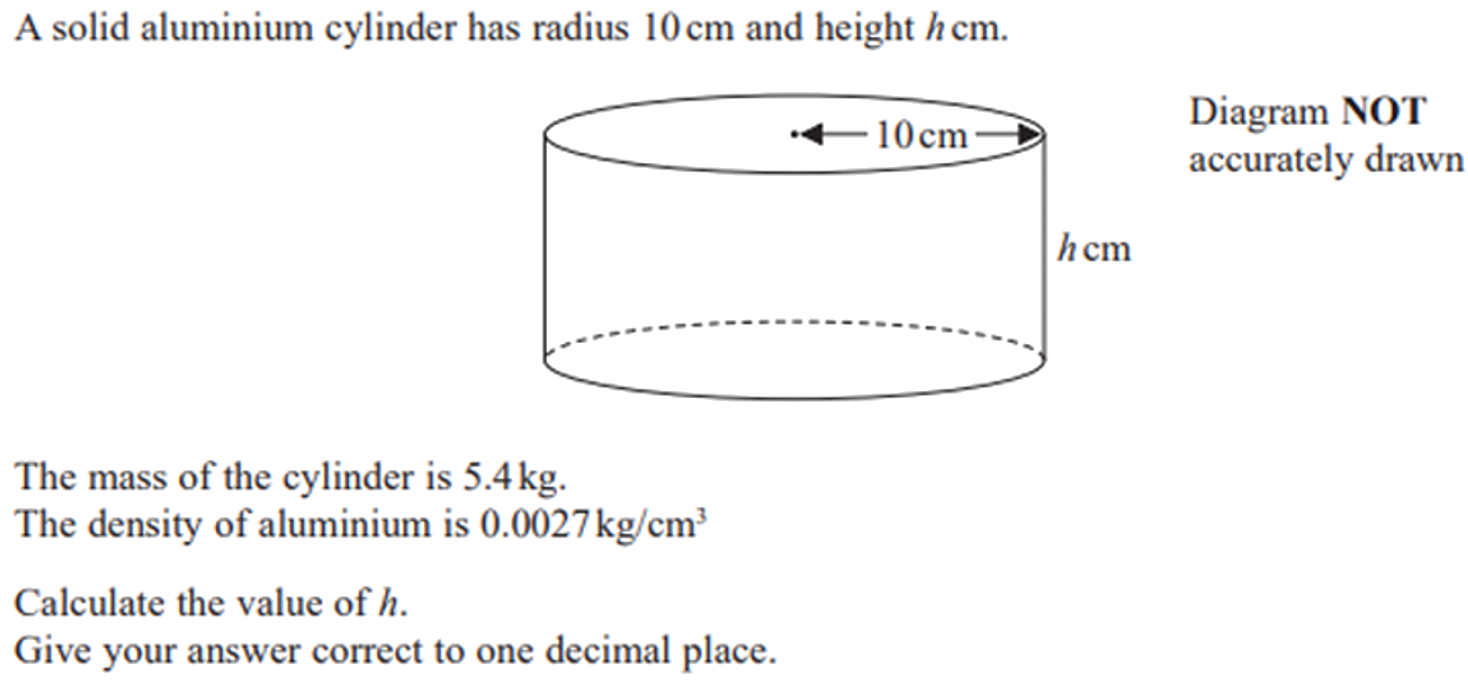 A solid aluminium cylinder has radius 10 cm and height h cm.
10 cm
Diagram NOT
accurately drawn
h cm
The mass of the cylinder is 5.4 kg.
The density of aluminium is 0.0027 kg/cm³
Calculate the value of h.
Give your answer correct to one decimal place.